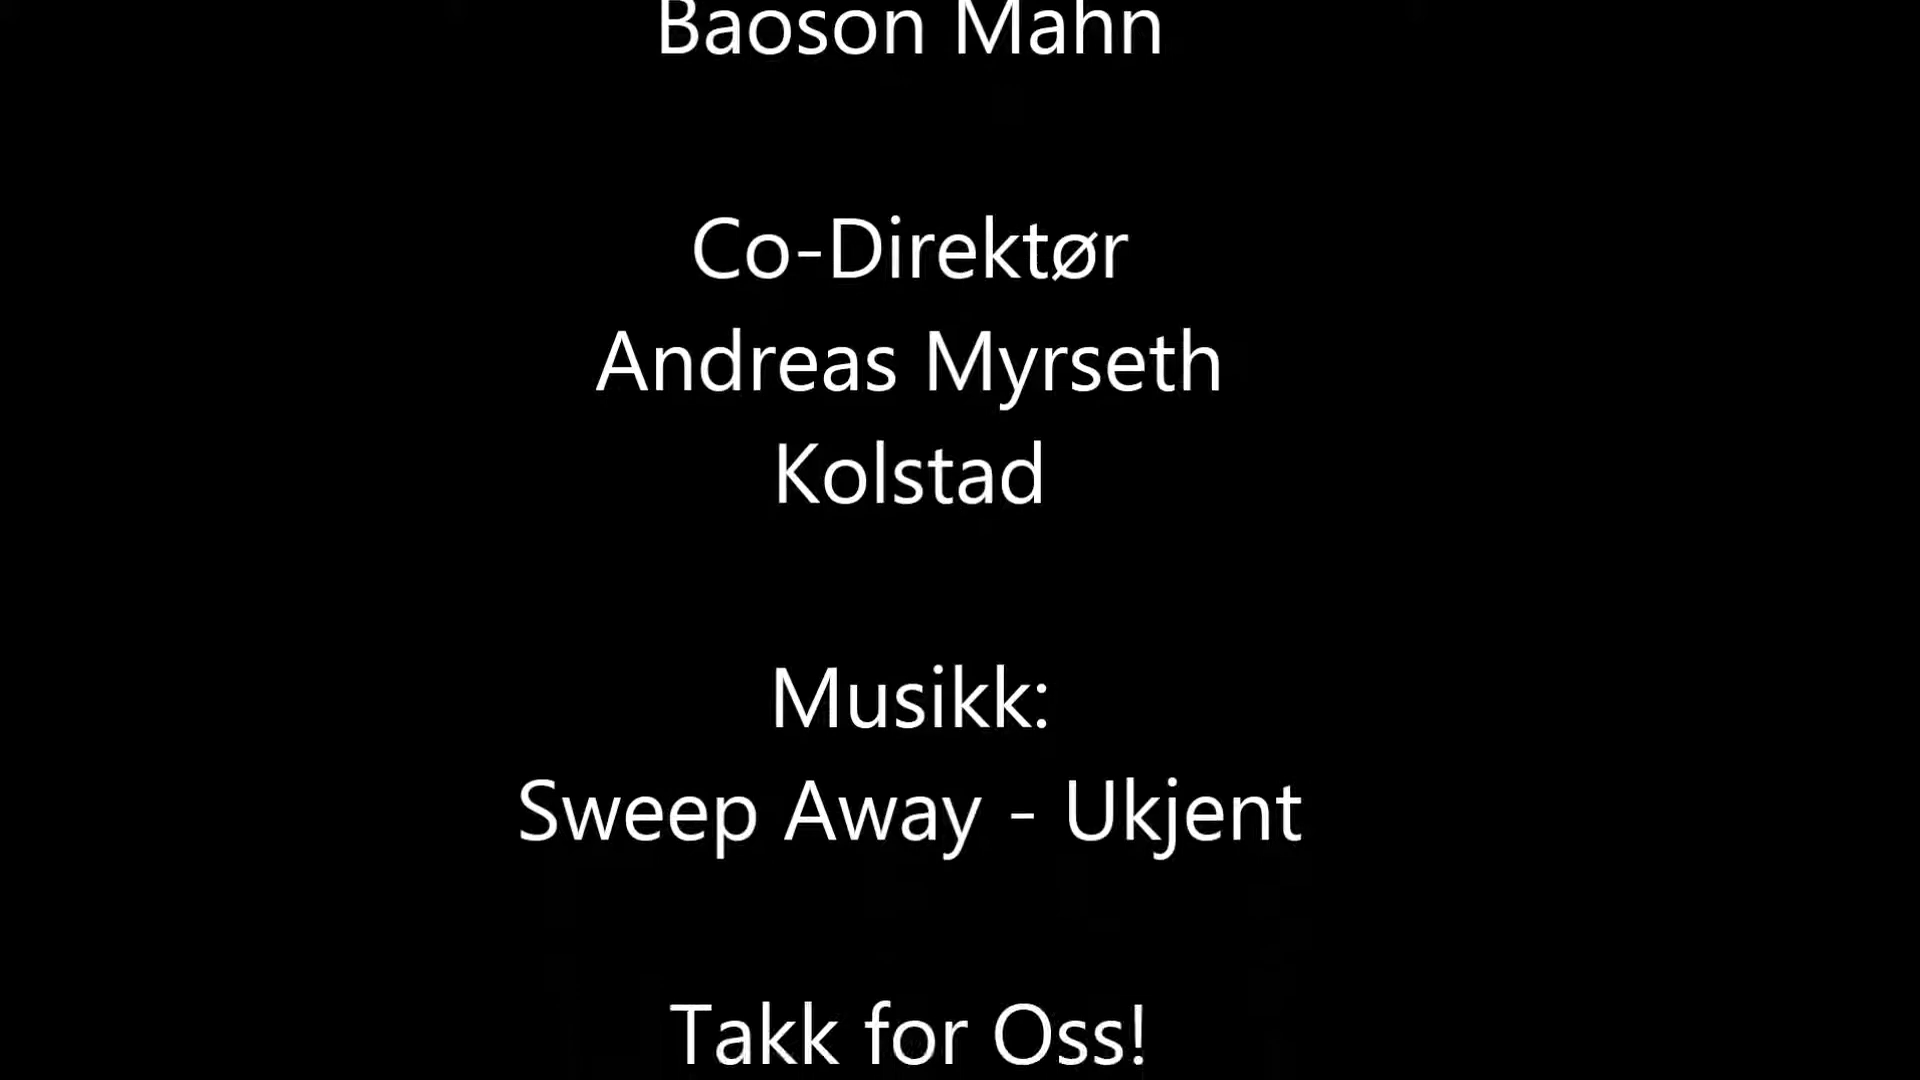 Baoson Mahn
Co-Direktør
Andreas Myrseth
Kolstad
Musikk:
Sweep Away - Ukjent
Takk for Oss!